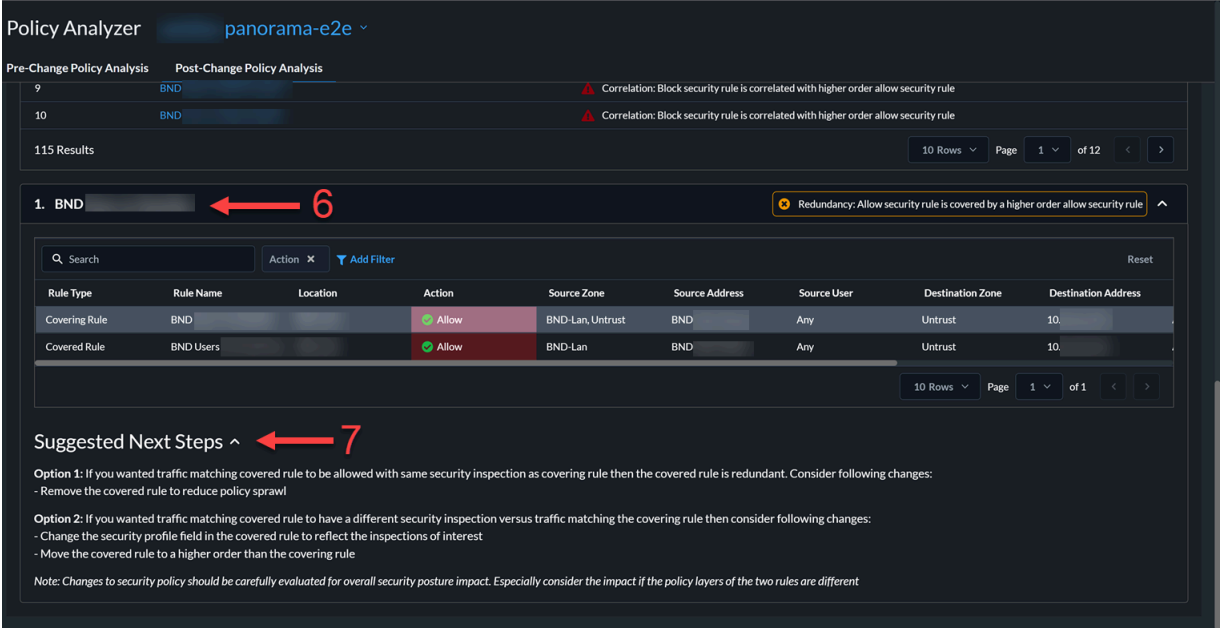 Policy Analyzer panorama-e2e
Pre-Change Policy Analysis Post-Change Policy Analysis
9 BND Correlation: Block security rule is correlated with higher order allow security rule
10 BND Correlation: Block security rule is correlated with higher order allow security rule
115 Results 10 Rows Page 1 of 12
1. BND 6 Redundancy: Allow security rule is covered by a higher order allow security rule
Search Action Add Filter Reset
Rule Type Rule Name Location Action Source Zone Source Address Source User Destination Zone Destination Address
Covering Rule BND Allow BND-Lan, Untrust BND Any Untrust 10.
Covered Rule BND Users Allow BND-Lan BND Any Untrust 10.
10 Rows Page 1 of 1
Suggested Next Steps 7
Option 1: If you wanted traffic matching covered rule to be allowed with same security inspection as covering rule then the covered rule is redundant. Consider following changes:
- Remove the covered rule to reduce policy sprawl
Option 2: If you wanted traffic matching covered rule to have a different security inspection versus traffic matching the covering rule then consider following changes:
- Change the security profile field in the covered rule to reflect the inspections of interest
- Move the covered rule to a higher order than the covering rule
Note: Changes to security policy should be carefully evaluated for overall security posture impact. Especially consider the impact if the policy layers of the two rules are different